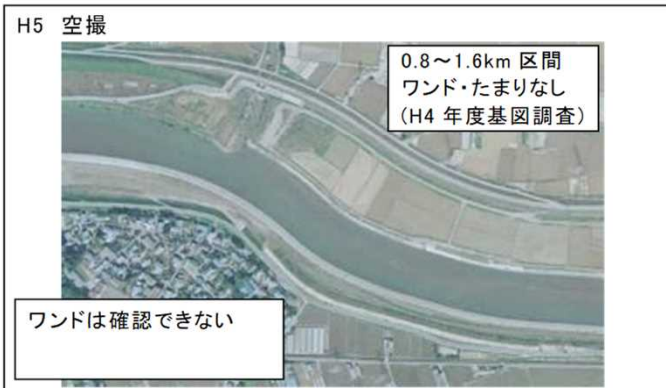 H5 空撮
0.8～1.6km 区間
ワンド・たまりなし
(H4 年度基図調査)
ワンドは確認できない